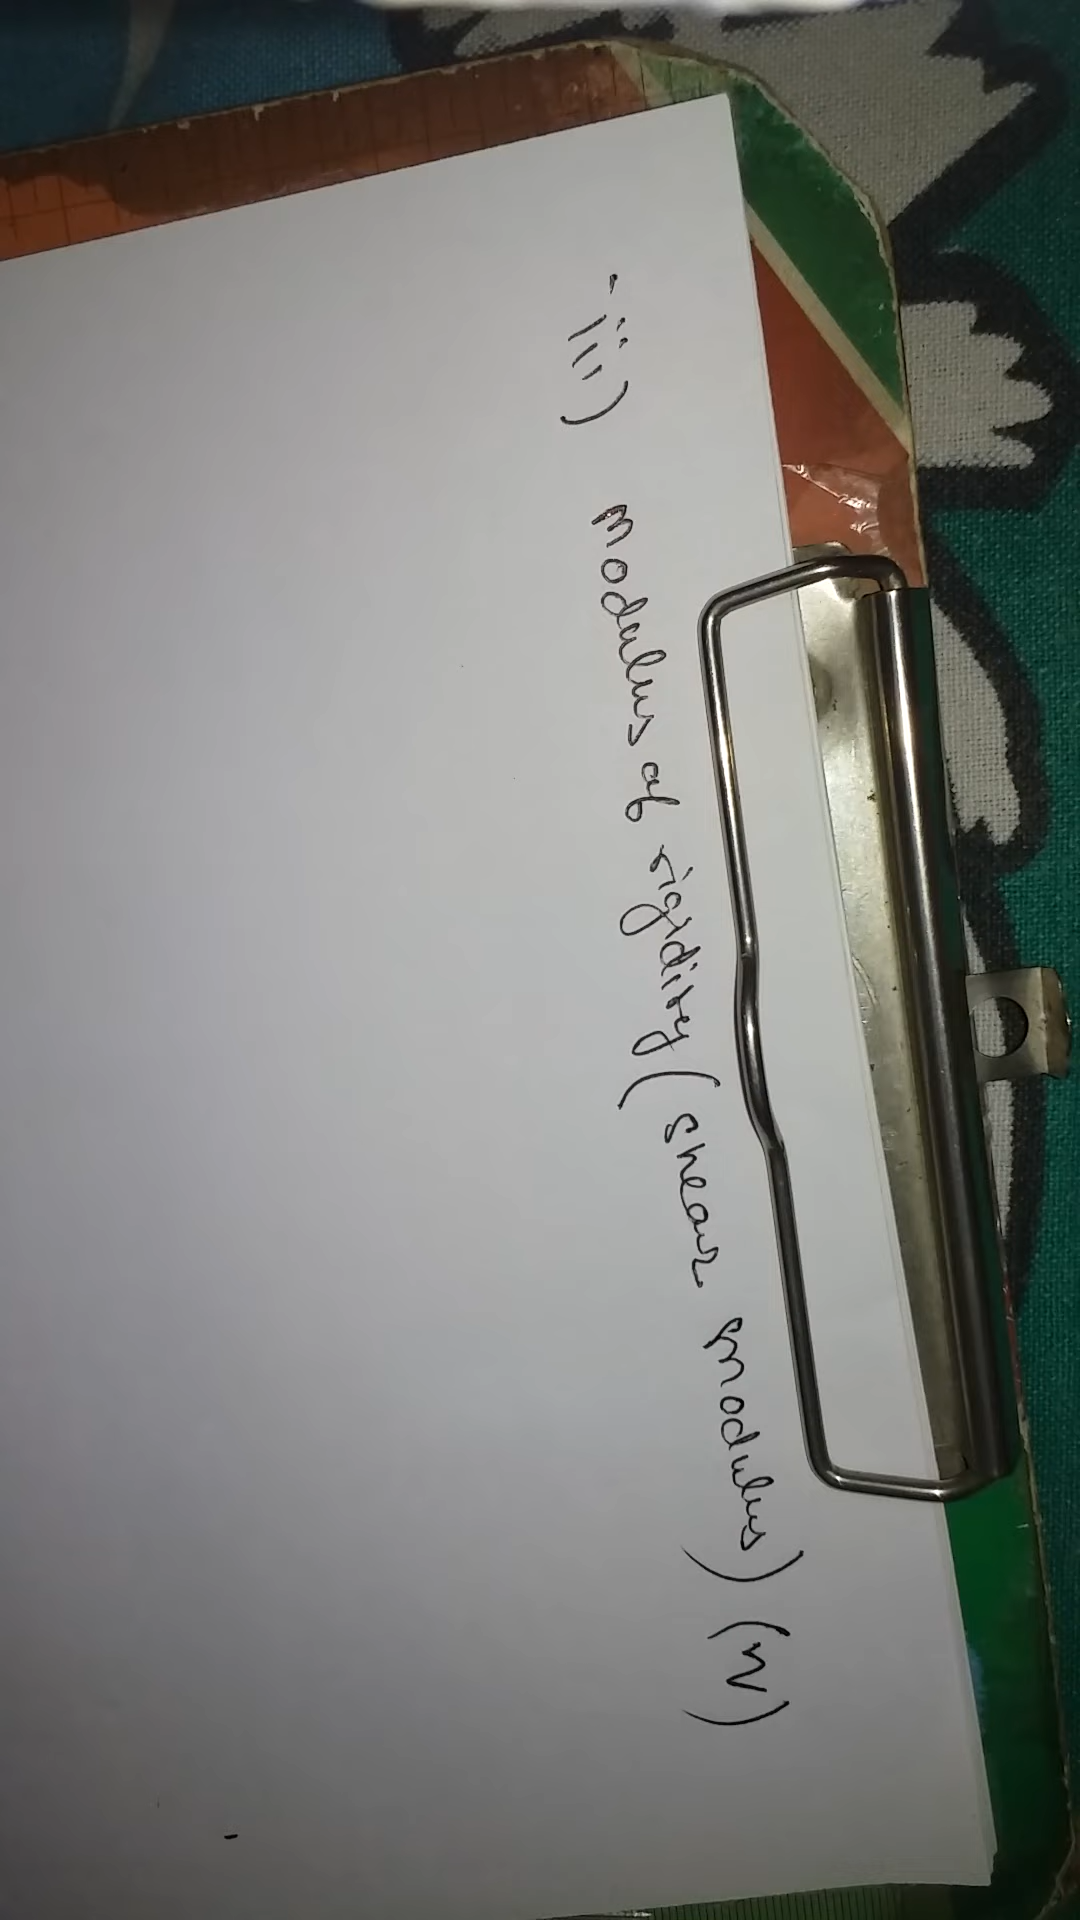 - iii) modulus of rigidity (shear modulus) (η)